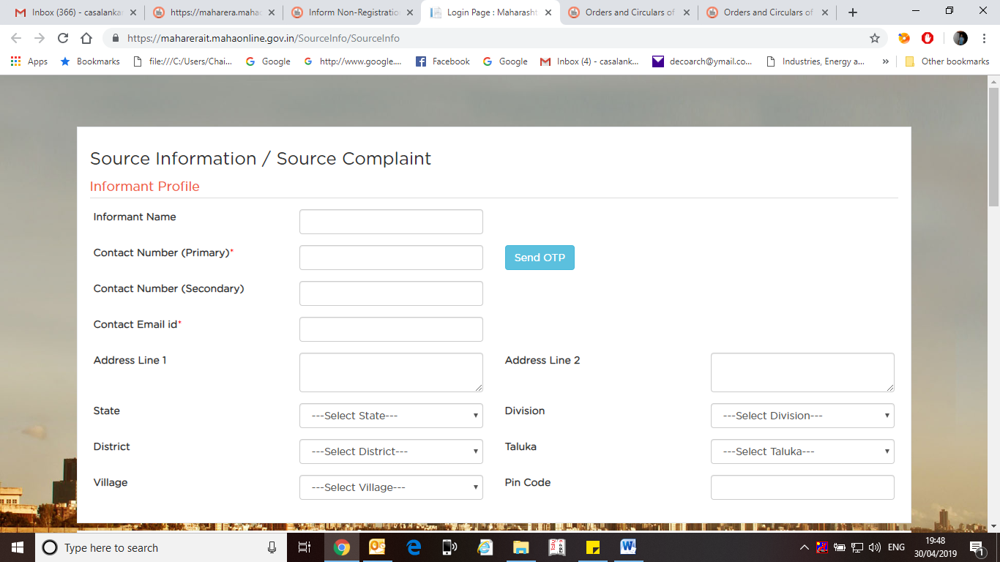 Inbox (366) - casalanka
https://maharera.mahao
Inform Non-Registratio
Login Page : Maharasht
Orders and Circulars of
Orders and Circulars of
https://maharerait.mahaonline.gov.in/SourceInfo/SourceInfo
Apps Bookmarks file:///C:/Users/Chai... Google http://www.google.... Facebook Google Inbox (4) - casalank... decoarch@ymail.co... Industries, Energy a... » Other bookmarks
Source Information / Source Complaint
Informant Profile
Informant Name
Contact Number (Primary)* Send OTP
Contact Number (Secondary)
Contact Email id*
Address Line 1 Address Line 2
State ---Select State--- Division ---Select Division---
District ---Select District--- Taluka ---Select Taluka---
Village ---Select Village--- Pin Code
Type here to search ENG 19:48
30/04/2019
1